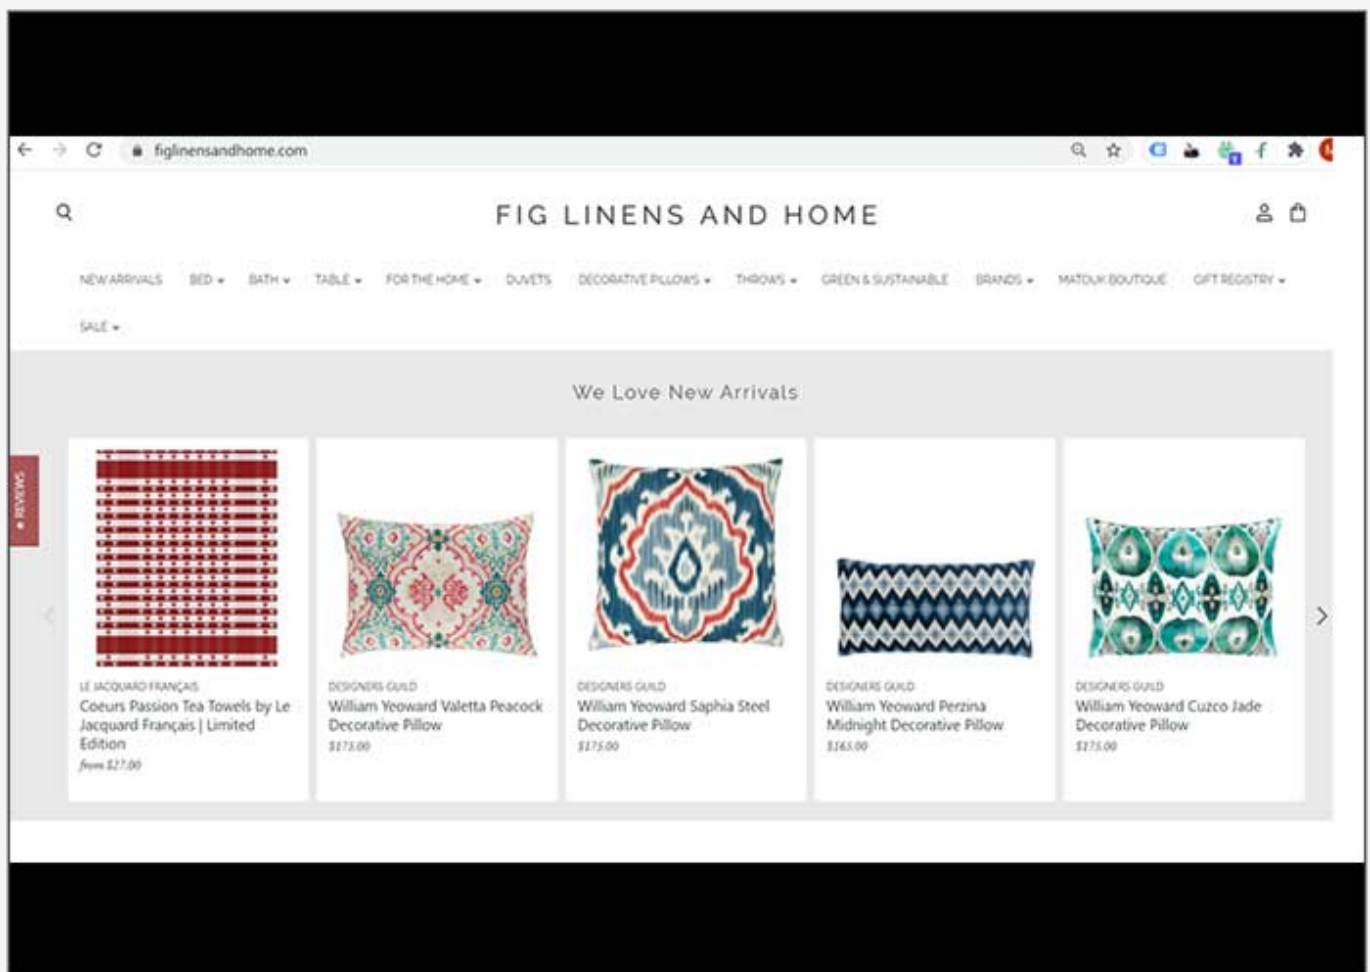 figlinensandhome.com
FIG LINENS AND HOME
NEW ARRIVALS BED BATH TABLE FOR THE HOME DUVETS DECORATIVE PILLOWS THROWS GREEN & SUSTAINABLE BRANDS MATOUK BOUTIQUE GIFT REGISTRY
SALE
We Love New Arrivals
★ REVIEWS
LE JACQUARD FRANÇAIS
Coeurs Passion Tea Towels by Le
Jacquard Français | Limited
Edition
from $27.00
DESIGNERS GUILD
William Yeoward Valetta Peacock
Decorative Pillow
$175.00
DESIGNERS GUILD
William Yeoward Saphia Steel
Decorative Pillow
$175.00
DESIGNERS GUILD
William Yeoward Perzina
Midnight Decorative Pillow
$165.00
DESIGNERS GUILD
William Yeoward Cuzco Jade
Decorative Pillow
$175.00